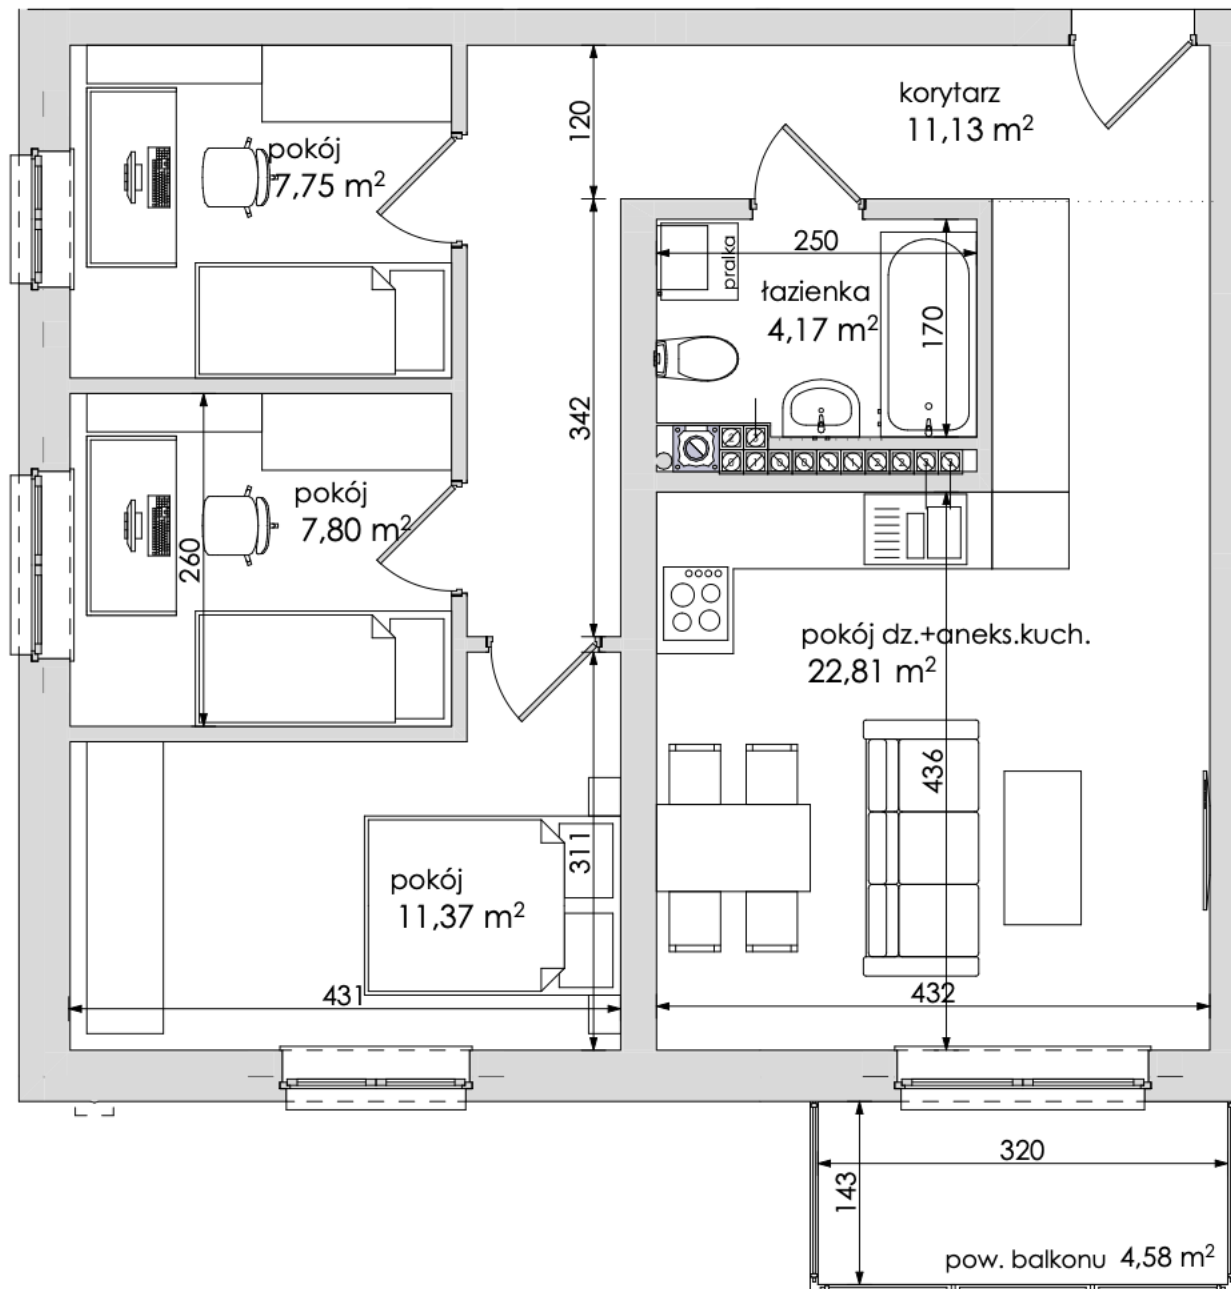 korytarz
11,13 m²
120
pokój
7,75 m²
250
pralka
łazienka
4,17 m²
170
342
pokój
7,80 m²
260
pokój dz.+aneks.kuch.
22,81 m²
436
311
pokój
11,37 m²
431
432
320
143
pow. balkonu 4,58 m²